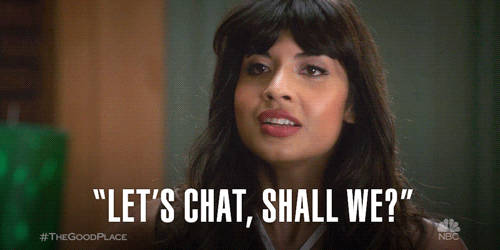 “LET’S CHAT, SHALL WE?”
#THEGOODPLACE
NBC